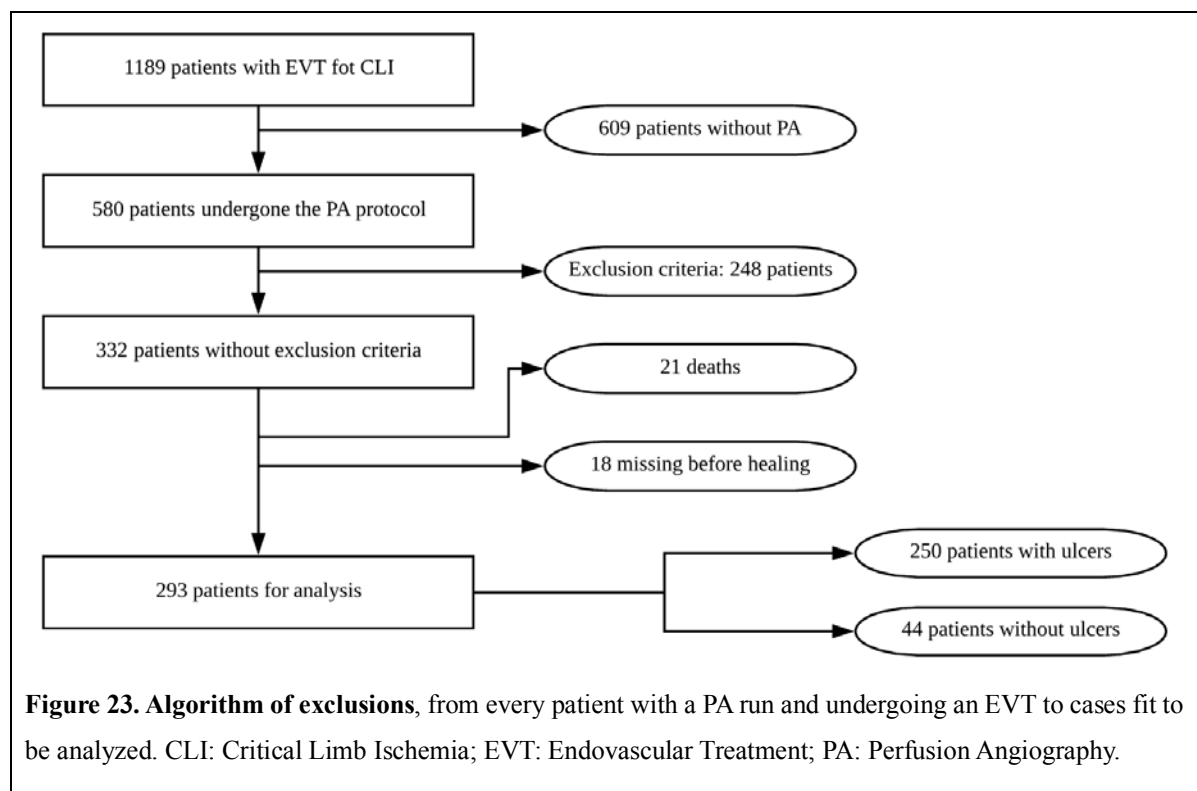 1189 patients with EVT fot CLI
609 patients without PA
580 patients undergone the PA protocol
Exclusion criteria: 248 patients
332 patients without exclusion criteria
21 deaths
18 missing before healing
250 patients with ulcers
293 patients for analysis
44 patients without ulcers
Figure 23. Algorithm of exclusions, from every patient with a PA run and undergoing an EVT to cases fit to
be analyzed. CLI: Critical Limb Ischemia; EVT: Endovascular Treatment; PA: Perfusion Angiography.